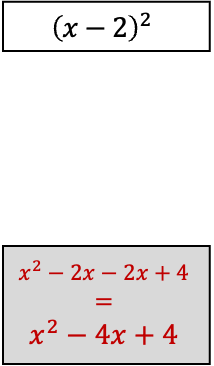 (x − 2)²
x² − 2x − 2x + 4
=
x² − 4x + 4